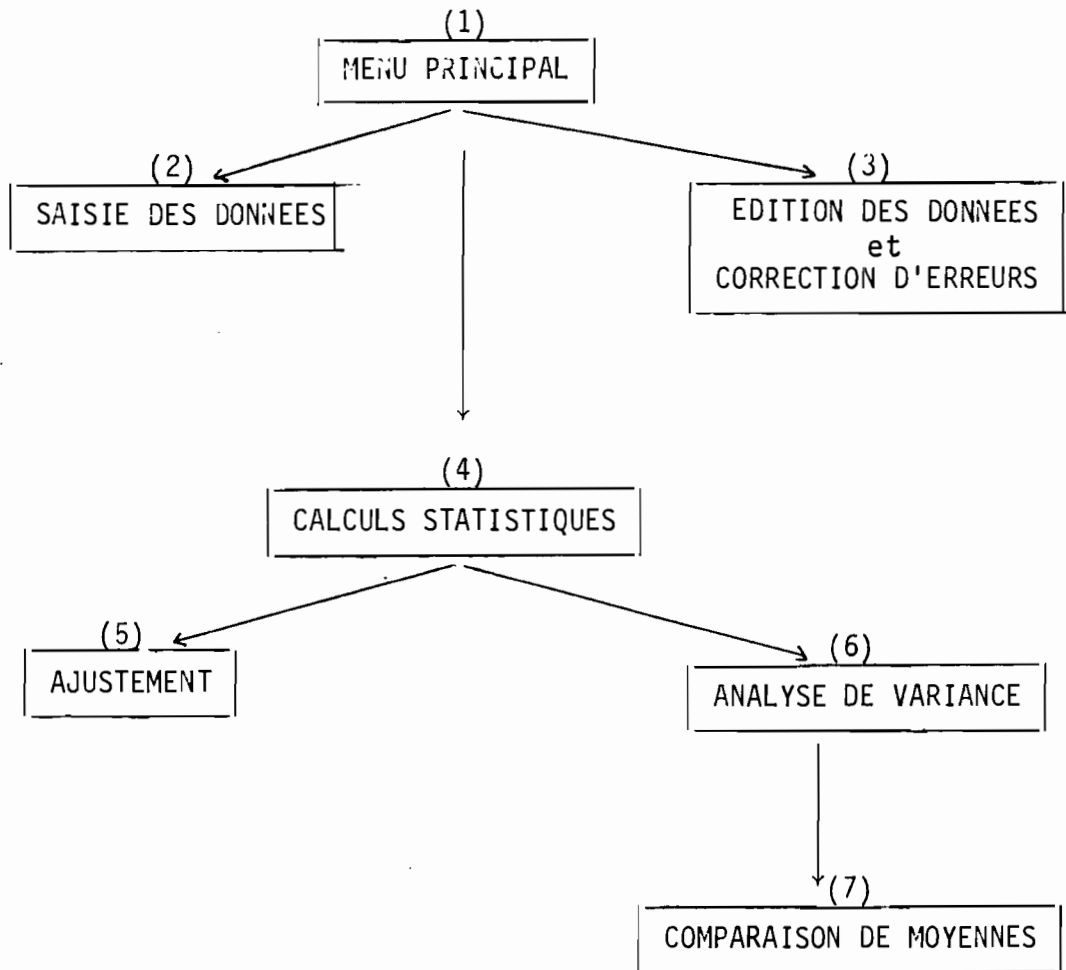 (1)
MENU PRINCIPAL
(2)
SAISIE DES DONNEES
(3)
EDITION DES DONNEES
et
CORRECTION D'ERREURS
(4)
CALCULS STATISTIQUES
(5)
AJUSTEMENT
(6)
ANALYSE DE VARIANCE
(7)
COMPARAISON DE MOYENNES